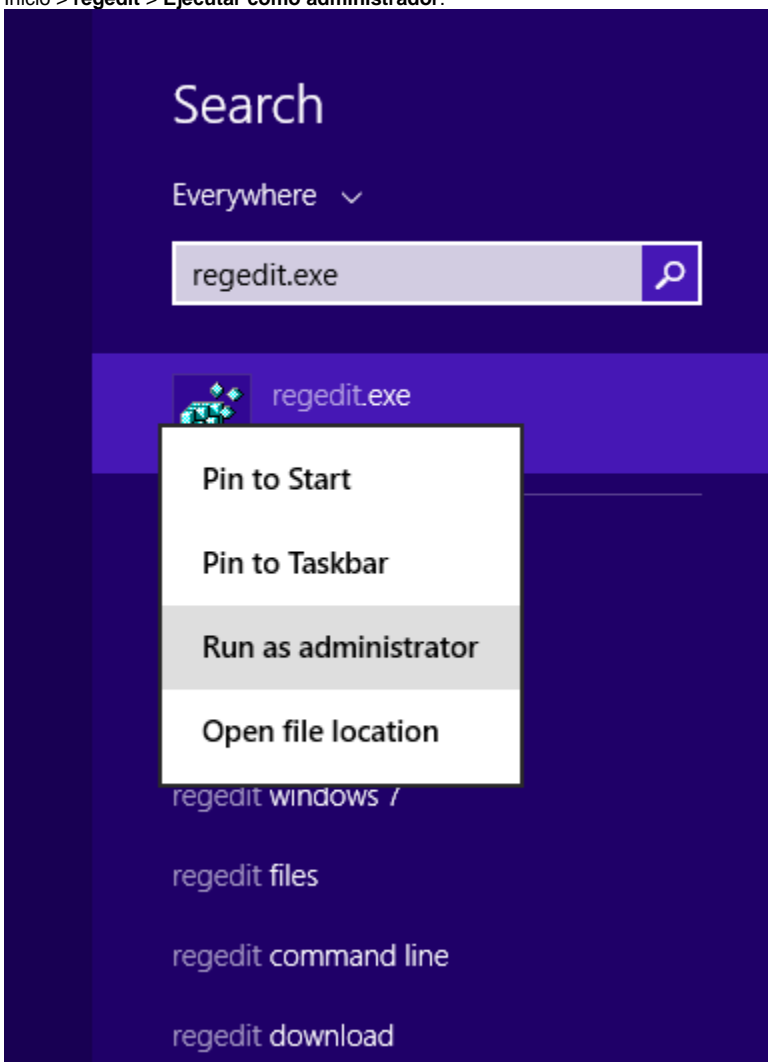 Inicio > regedit > Ejecutar como administrador.
Search
Everywhere
regedit.exe
regedit.exe
Pin to Start
Pin to Taskbar
Run as administrator
Open file location
regedit windows 7
regedit files
regedit command line
regedit download